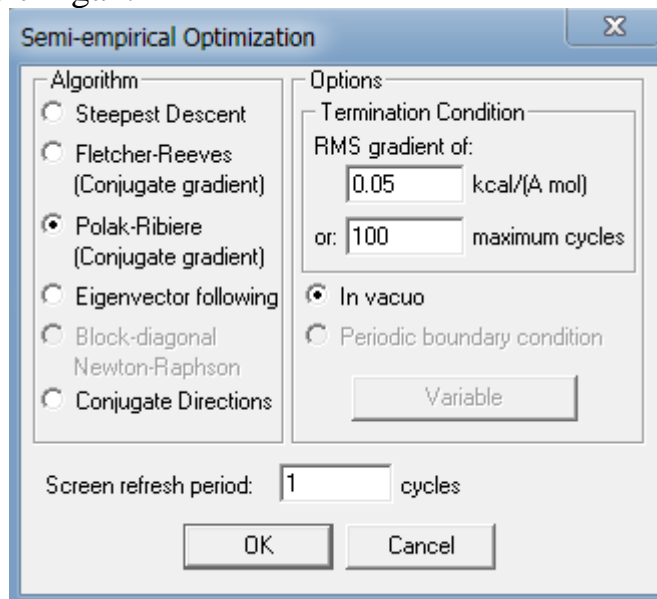 Semi-empirical Optimization
Algorithm
Steepest Descent
Fletcher-Reeves
(Conjugate gradient)
Polak-Ribiere
(Conjugate gradient)
Eigenvector following
Block-diagonal
Newton-Raphson
Conjugate Directions
Options
Termination Condition
RMS gradient of:
0.05 kcal/(A mol)
or: 100 maximum cycles
In vacuo
Periodic boundary condition
Variable
Screen refresh period: 1 cycles
OK Cancel